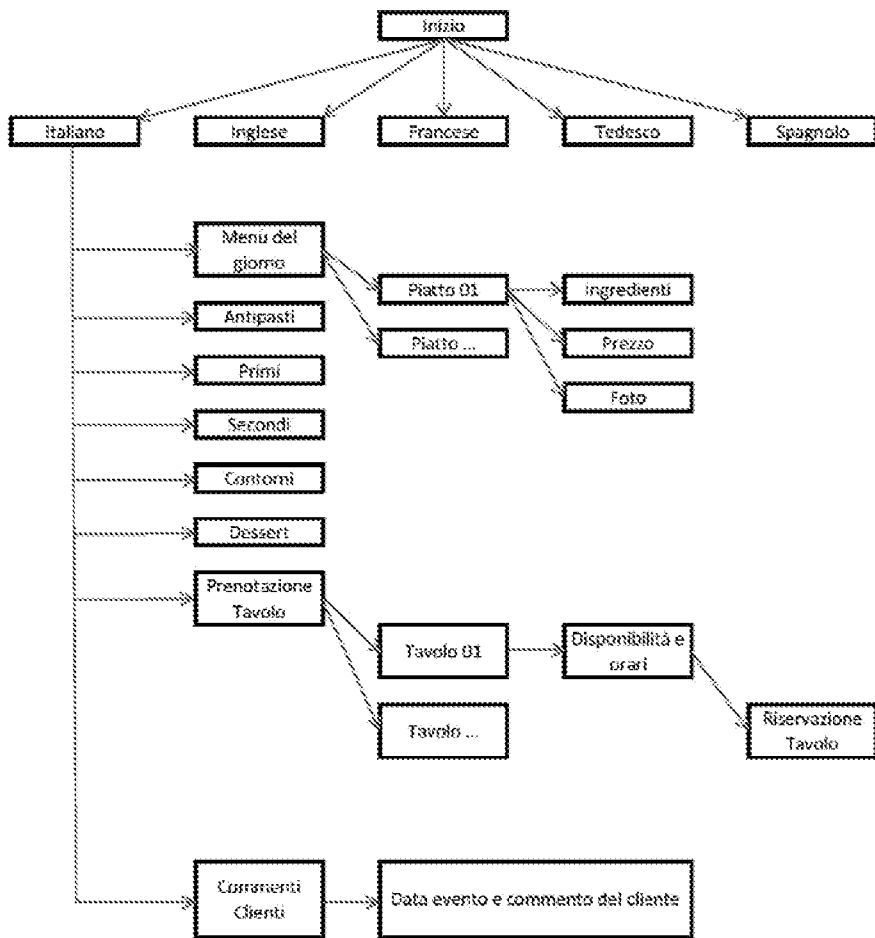 Inizio
Italiano
Inglese
Francese
Tedesco
Spagnolo
Menù del
giorno
Piatto 01
Ingredienti
Antipasti
Piatto ...
Prezzo
Primi
Foto
Secondi
Contorni
Dessert
Prenotazione
Tavolo
Tavolo 01
Disponibilità e
orari
Tavolo ...
Riservazione
Tavolo
Commenti
Clienti
Data evento e commento del cliente